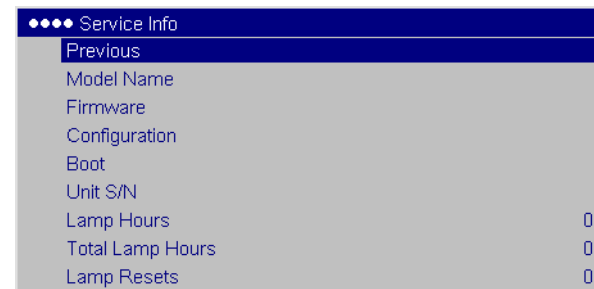 Service Info
Previous
Model Name
Firmware
Configuration
Boot
Unit S/N
Lamp Hours 0
Total Lamp Hours 0
Lamp Resets 0